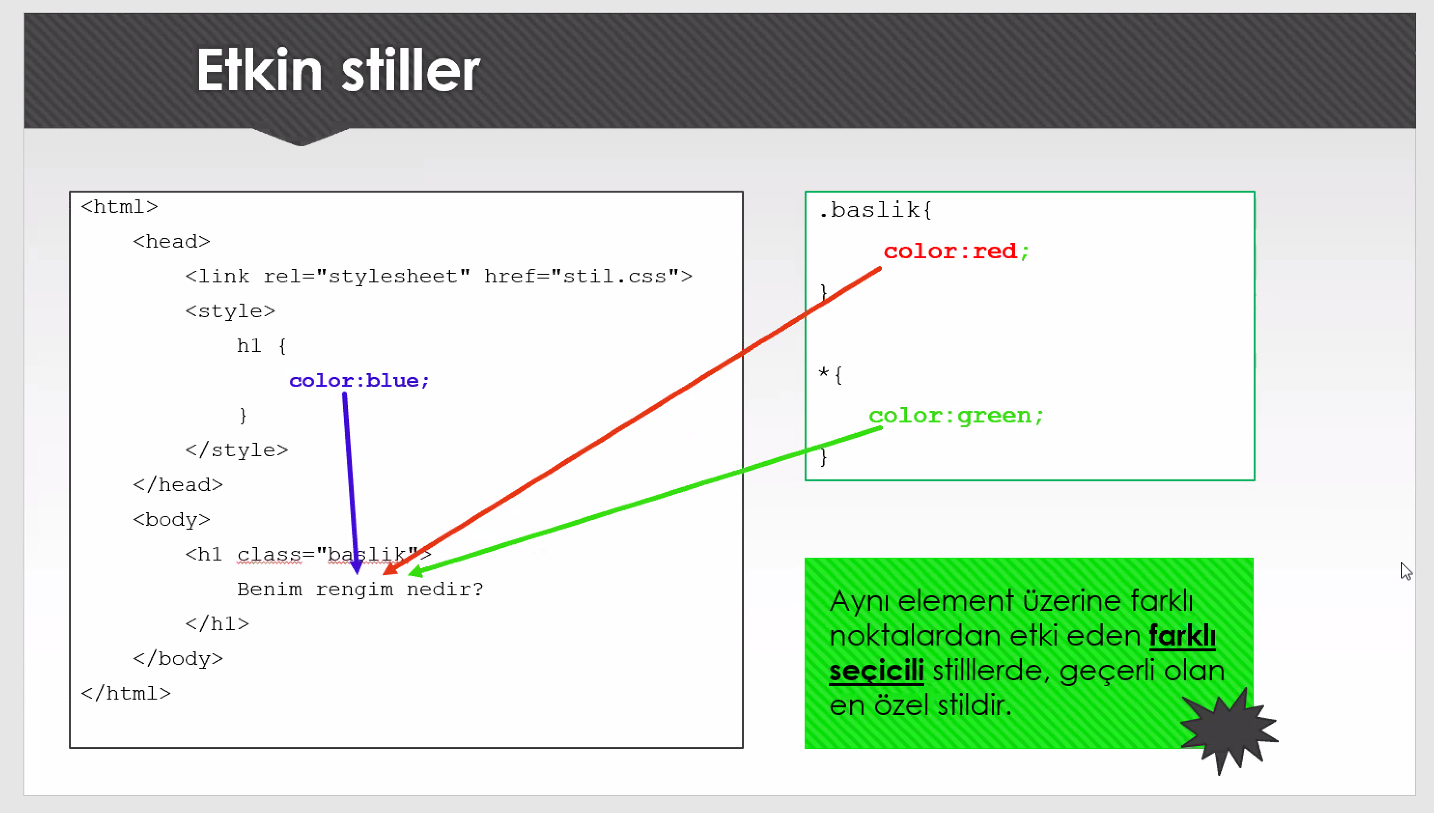 Etkin stiller
<html>
<head>
<link rel="stylesheet" href="stil.css">
<style>
h1 {
color:blue;
}
</style>
</head>
<body>
<h1 class="baslik">
Benim rengim nedir?
</h1>
</body>
</html>
.baslik{
color:red;
}
*{
color:green;
}
Aynı element üzerine farklı
noktalardan etki eden farklı
seçicili stilllerde, geçerli olan
en özel stildir.